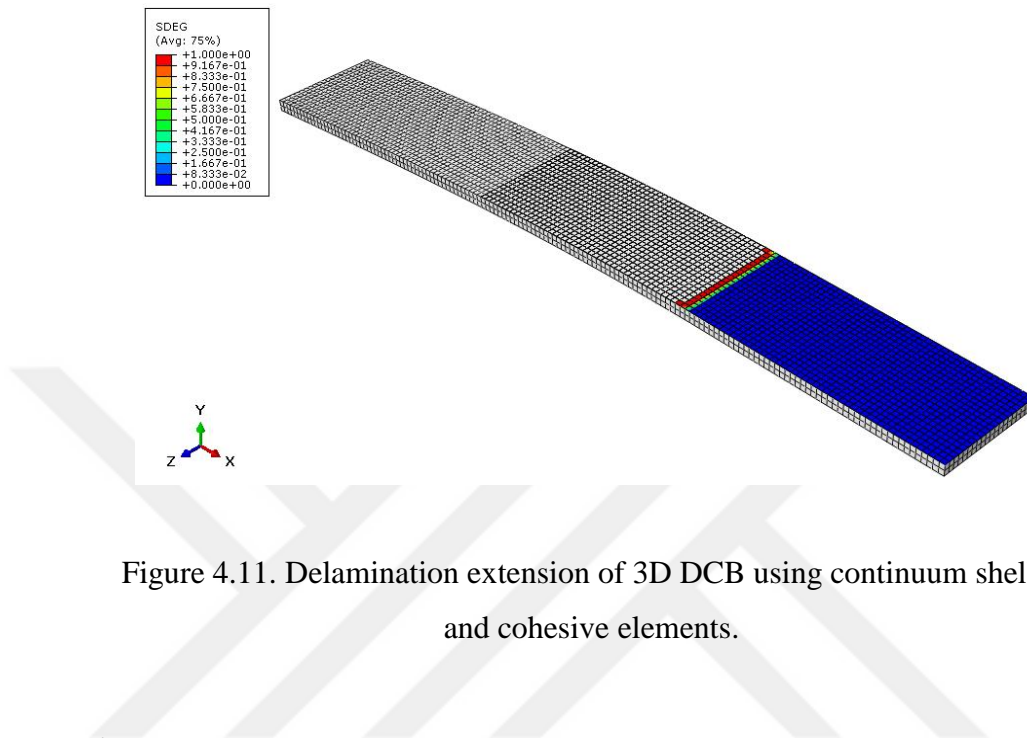 SDEG
(Avg: 75%)
+1.000e+00
+9.167e-01
+8.333e-01
+7.500e-01
+6.667e-01
+5.833e-01
+5.000e-01
+4.167e-01
+3.333e-01
+2.500e-01
+1.667e-01
+8.333e-02
+0.000e+00
Y
Z X
Figure 4.11. Delamination extension of 3D DCB using continuum shel
and cohesive elements.